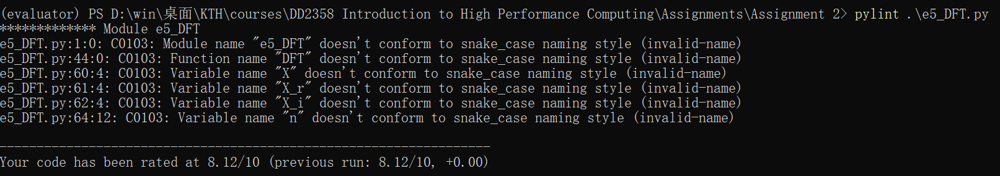 (evaluator) PS D:\win\桌面\KTH\courses\DD2358 Introduction to High Performance Computing\Assignments\Assignment 2> pylint .\e5_DFT.py
************* Module e5_DFT
e5_DFT.py:1:0: C0103: Module name "e5_DFT" doesn't conform to snake_case naming style (invalid-name)
e5_DFT.py:44:0: C0103: Function name "DFT" doesn't conform to snake_case naming style (invalid-name)
e5_DFT.py:60:4: C0103: Variable name "X" doesn't conform to snake_case naming style (invalid-name)
e5_DFT.py:61:4: C0103: Variable name "X_r" doesn't conform to snake_case naming style (invalid-name)
e5_DFT.py:62:4: C0103: Variable name "X_i" doesn't conform to snake_case naming style (invalid-name)
e5_DFT.py:64:12: C0103: Variable name "n" doesn't conform to snake_case naming style (invalid-name)
------------------------------------------------------------------
Your code has been rated at 8.12/10 (previous run: 8.12/10, +0.00)